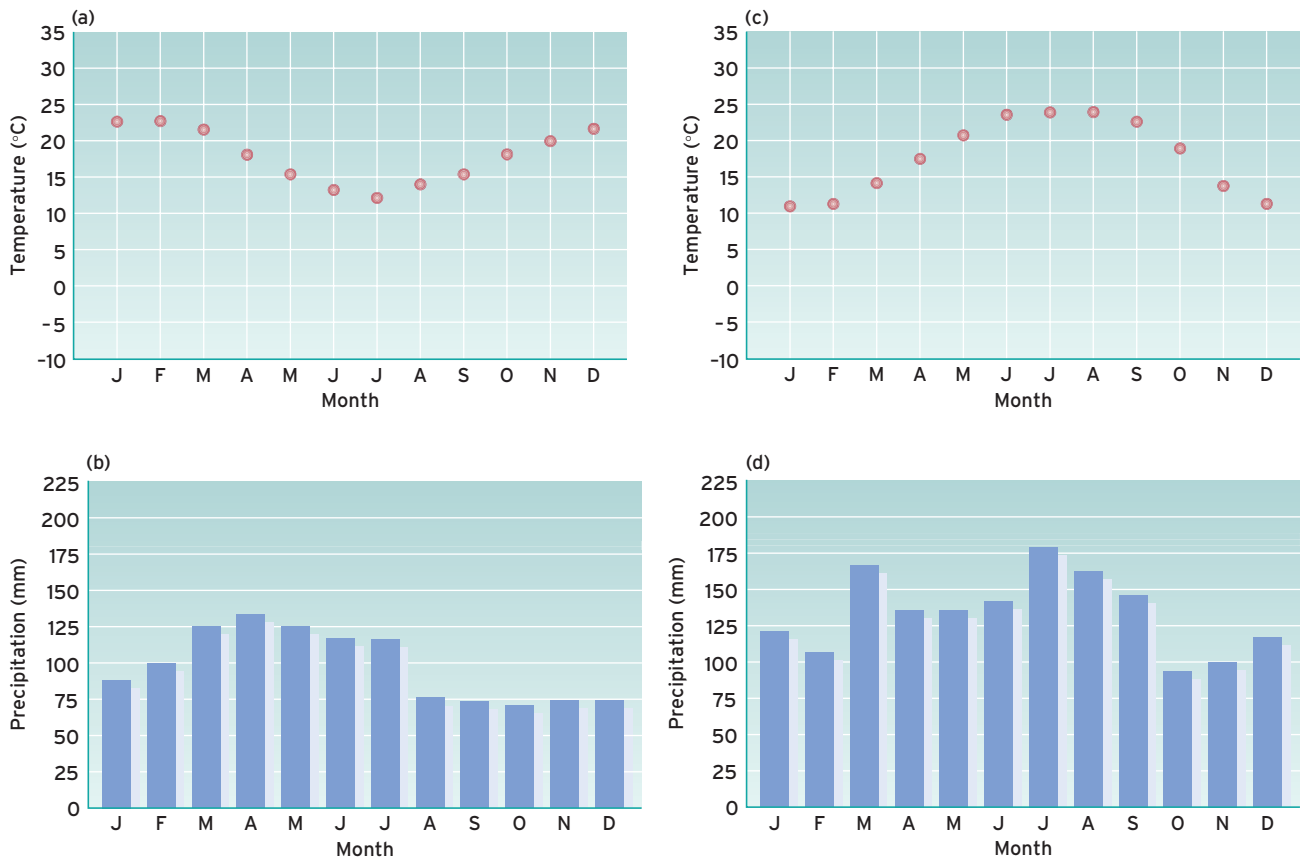 (a)
35
30
25
20
15
10
5
0
-5
-10
Temperature (°C)
J F M A M J J A S O N D
Month
(c)
35
30
25
20
15
10
5
0
-5
-10
Temperature (°C)
J F M A M J J A S O N D
Month
(b)
225
200
175
150
125
100
75
50
25
0
Precipitation (mm)
J F M A M J J A S O N D
Month
(d)
225
200
175
150
125
100
75
50
25
0
Precipitation (mm)
J F M A M J J A S O N D
Month